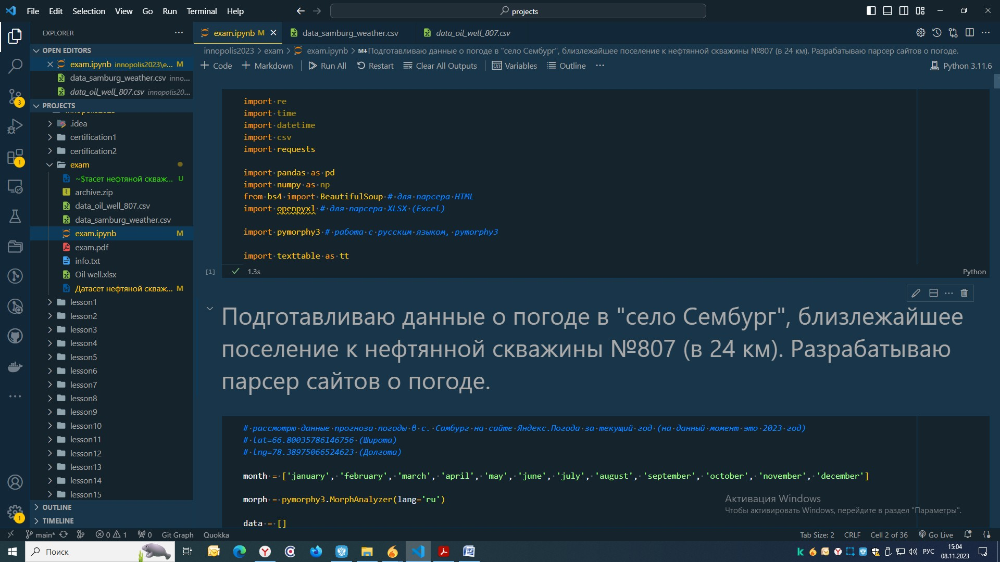 File Edit Selection View Go Run Terminal Help
projects
EXPLORER
exam.ipynb M
data_samburg_weather.csv
data_oil_well_807.csv
OPEN EDITORS
innopolis2023 > exam > exam.ipynb > M↓Подготавливаю данные о погоде в "село Сембург", близлежайшее поселение к нефтянной скважины №807 (в 24 км). Разрабатываю парсер сайтов о погоде.
exam.ipynb innopolis2023\e... M
data_samburg_weather.csv inno...
data_oil_well_807.csv innopolis20...
+ Code + Markdown Run All Restart Clear All Outputs Variables Outline ... Python 3.11.6
PROJECTS
.idea
certification1
certification2
exam
~$тасет нефтяной скваж... U
archive.zip
data_oil_well_807.csv
data_samburg_weather.csv
exam.ipynb M
exam.pdf
info.txt
Oil well.xlsx
Датасет нефтяной скваж... M
lesson1
lesson2
lesson3
lesson4
lesson5
lesson6
lesson7
lesson8
lesson9
lesson10
lesson11
lesson12
lesson13
lesson14
lesson15
OUTLINE
TIMELINE
3
1
1
import re
import time
import datetime
import csv
import requests
import pandas as pd
import numpy as np
from bs4 import BeautifulSoup # для парсера HTML
import openpyxl # для парсера XLSX (Excel)
import pymorphy3 # работа с русским языком, pymorphy3
import texttable as tt
[1] 1.3s Python
Подготавливаю данные о погоде в "село Сембург", близлежайшее
поселение к нефтянной скважины №807 (в 24 км). Разрабатываю
парсер сайтов о погоде.
# рассмотрю данные прогноза погоды в с. Самбург на сайте Яндекс.Погода за текущий год (на данный момент это 2023 год)
# lat=66.80035786146756 (Широта)
# lng=78.38975066524623 (Долгота)
month = ['january', 'february', 'march', 'april', 'may', 'june', 'july', 'august', 'september', 'october', 'november', 'december']
morph = pymorphy3.MorphAnalyzer(lang='ru')
data = []
Активация Windows
Чтобы активировать Windows, перейдите в раздел "Параметры".
main* 0 1 0 Git Graph Quokka Tab Size: 2 CRLF Cell 2 of 36 Go Live
Поиск
РУС
15:04
08.11.2023